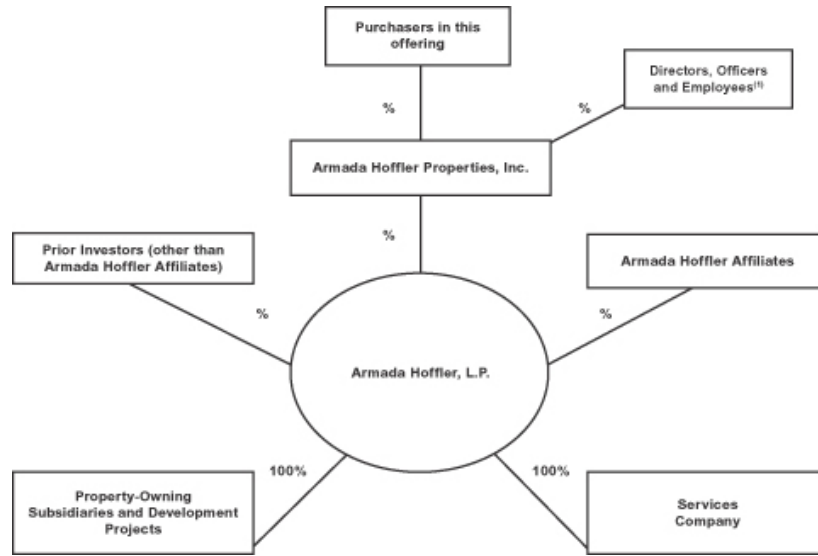 Purchasers in this
offering
Directors, Officers
and Employees(1)
%
%
Armada Hoffler Properties, Inc.
%
Prior Investors (other than
Armada Hoffler Affiliates)
Armada Hoffler Affiliates
%
%
Armada Hoffler, L.P.
100%
100%
Property-Owning
Subsidiaries and Development
Projects
Services
Company